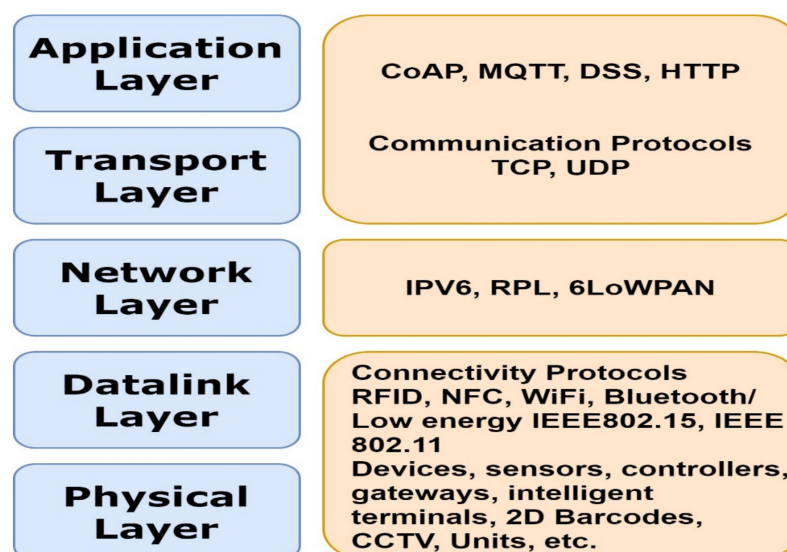 Application
Layer
CoAP, MQTT, DSS, HTTP
Transport
Layer
Communication Protocols
TCP, UDP
Network
Layer
IPV6, RPL, 6LoWPAN
Datalink
Layer
Connectivity Protocols
RFID, NFC, WiFi, Bluetooth/
Low energy IEEE802.15, IEEE
802.11
Physical
Layer
Devices, sensors, controllers,
gateways, intelligent
terminals, 2D Barcodes,
CCTV, Units, etc.